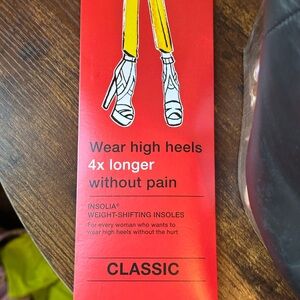 Wear high heels
4x longer
without pain
INSOLIA®
WEIGHT-SHIFTING INSOLES
For every woman who wants to
wear high heels without the hurt
CLASSIC